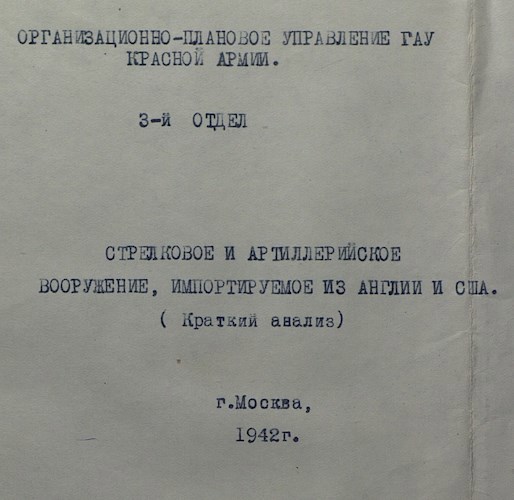 ОРГАНИЗАЦИОННО-ПЛАНОВОЕ УПРАВЛЕНИЕ ГАУ
КРАСНОЙ АРМИИ.
3-й ОТДЕЛ
СТРЕЛКОВОЕ И АРТИЛЛЕРИЙСКОЕ
ВООРУЖЕНИЕ, ИМПОРТИРУЕМОЕ ИЗ АНГЛИИ И США.
( Краткий анализ)
г.Москва,
1942г.